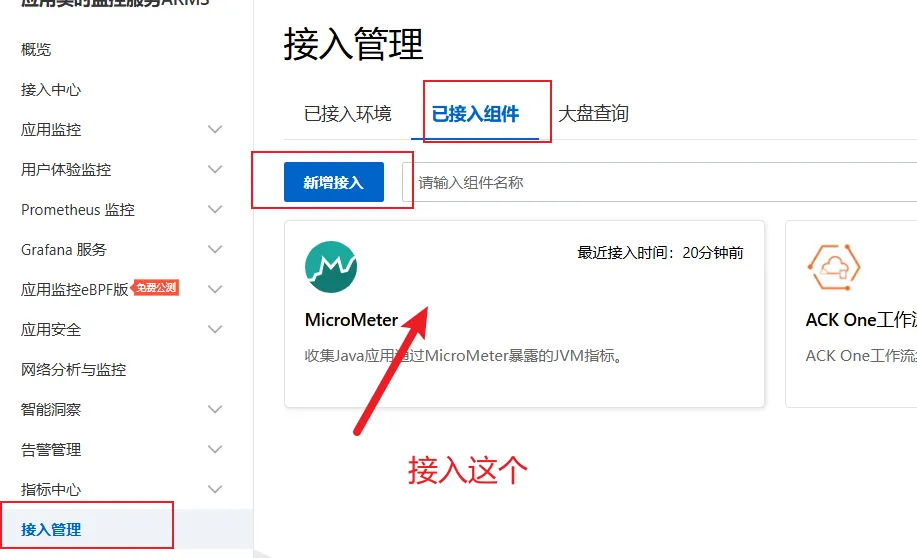 应用实时监控服务ARMS
概览
接入中心
应用监控
用户体验监控
Prometheus 监控
Grafana 服务
应用监控eBPF版 免费公测
应用安全
网络分析与监控
智能洞察
告警管理
指标中心
接入管理
接入管理
已接入环境 已接入组件 大盘查询
新增接入 请输入组件名称
最近接入时间：20分钟前
MicroMeter
收集Java应用通过MicroMeter暴露的JVM指标。
ACK One工作
ACK One工作流
接入这个